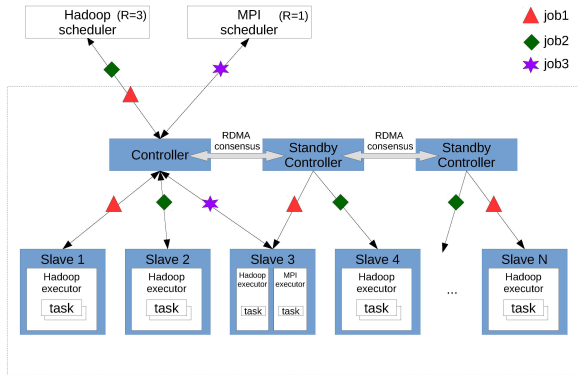 Hadoop (R=3)
scheduler
MPI (R=1)
scheduler
job1
job2
job3
Controller
RDMA
consensus
Standby
Controller
RDMA
consensus
Standby
Controller
Slave 1
Hadoop
executor
task
Slave 2
Hadoop
executor
task
Slave 3
Hadoop
executor
task
MPI
executor
task
Slave 4
Hadoop
executor
task
...
Slave N
Hadoop
executor
task